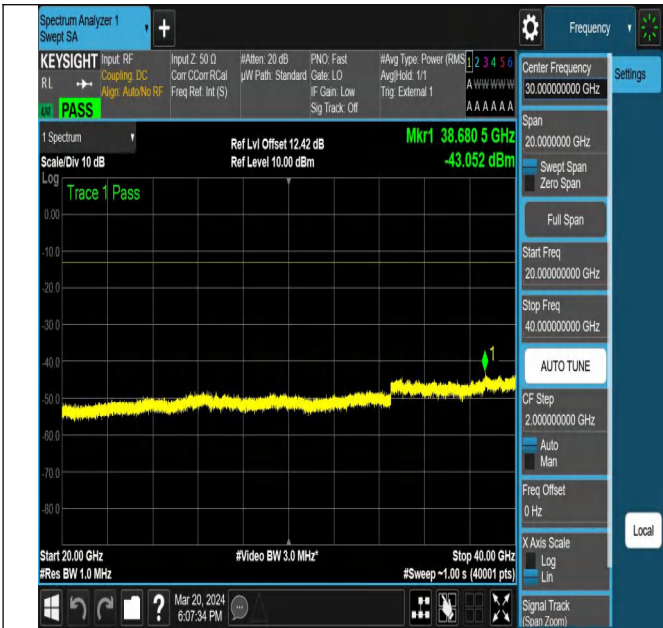 Spectrum Analyzer 1
Swept SA
Frequency
KEYSIGHT
RL
PASS
Input: RF
Coupling: DC
Align: Auto/No RF
Input Z: 50 Ω
Corr CCorr RCal
Freq Ref: Int (S)
#Atten: 20 dB
µW Path: Standard
PNO: Fast
Gate: LO
IF Gain: Low
Sig Track: Off
#Avg Type: Power (RMS
Avg|Hold: 1/1
Trig: External 1
1 2 3 4 5 6
A W W W W W
A A A A A A
1 Spectrum
Scale/Div 10 dB
Ref Lvl Offset 12.42 dB
Ref Level 10.00 dBm
Mkr1 38.680 5 GHz
-43.052 dBm
Log
Trace 1 Pass
0.00
-10.0
-20.0
-30.0
-40.0
-50.0
-60.0
-70.0
-80.0
1
Start 20.00 GHz
#Res BW 1.0 MHz
#Video BW 3.0 MHz*
Stop 40.00 GHz
#Sweep ~1.00 s (40001 pts)
Mar 20, 2024
6:07:34 PM
Settings
Center Frequency
30.000000000 GHz
Span
20.0000000 GHz
Swept Span
Zero Span
Full Span
Start Freq
20.000000000 GHz
Stop Freq
40.000000000 GHz
AUTO TUNE
CF Step
2.000000000 GHz
Auto
Man
Freq Offset
0 Hz
X Axis Scale
Log
Lin
Signal Track
(Span Zoom)
Local